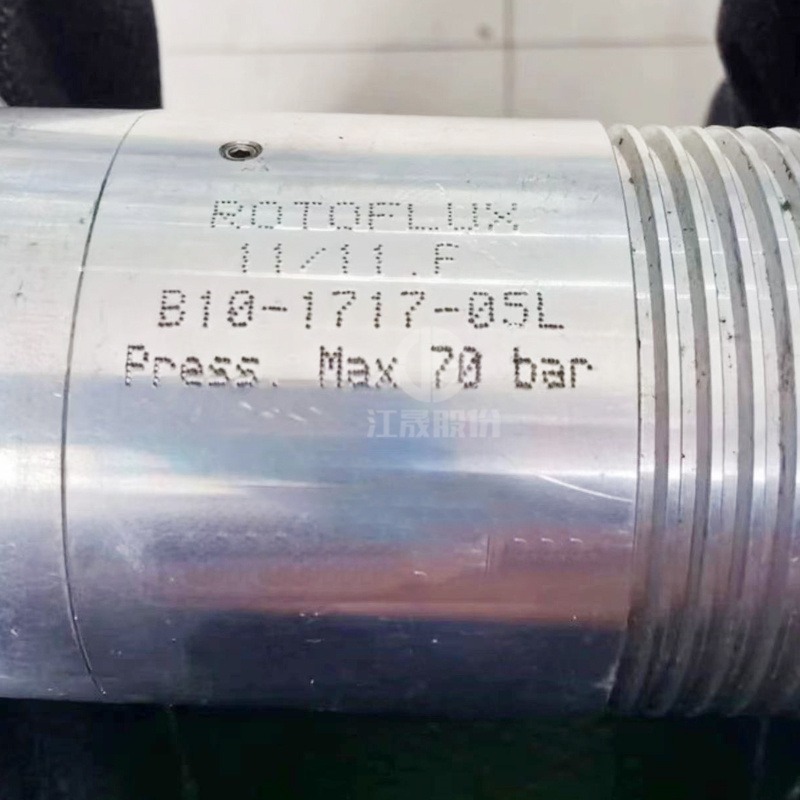 ROTOFLUX
11/11.F
B10-1717-05L
Press. Max 70 bar
江晟股份